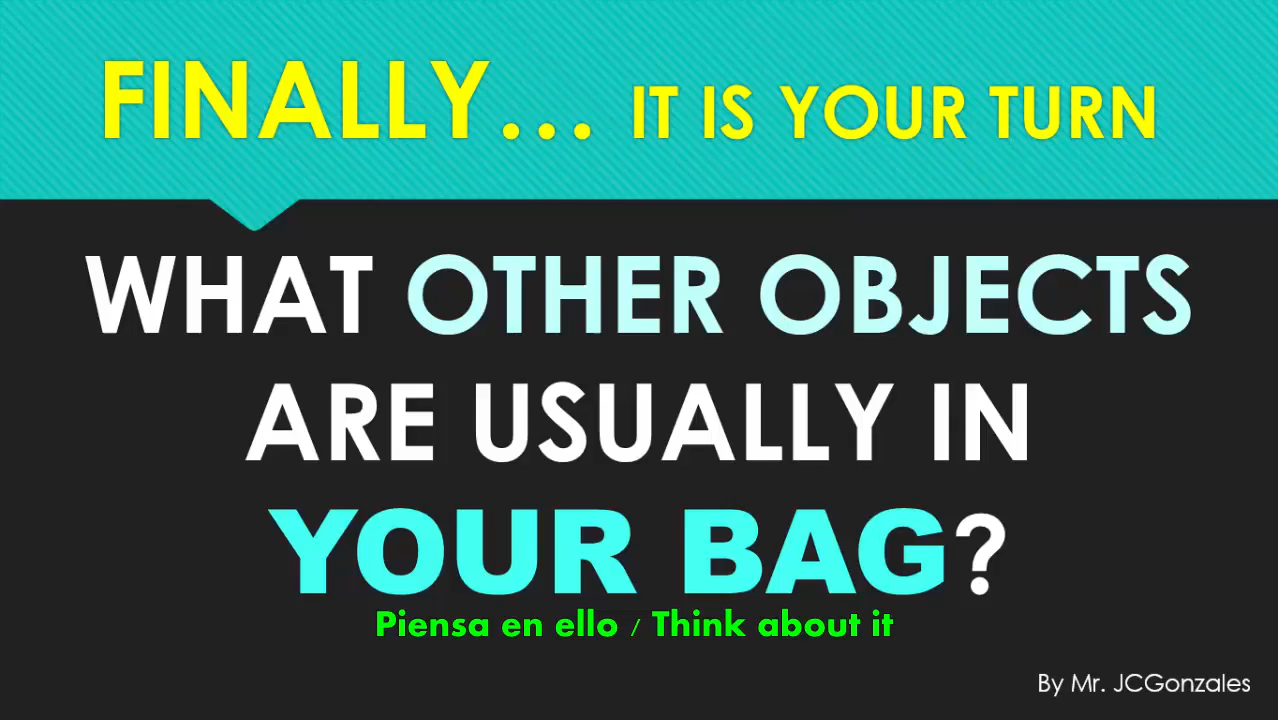 FINALLY... IT IS YOUR TURN
WHAT OTHER OBJECTS
ARE USUALLY IN
YOUR BAG?
Piensa en ello / Think about it
By Mr. JCGonzales